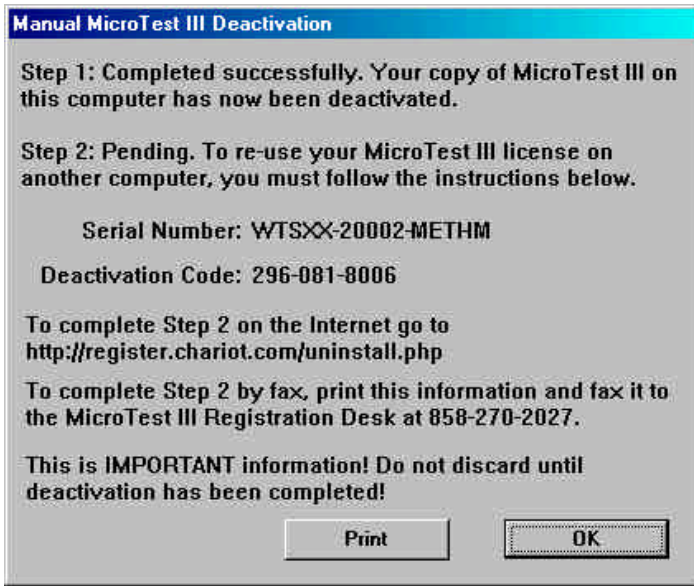 Manual MicroTest III Deactivation
Step 1: Completed successfully. Your copy of MicroTest III on
this computer has now been deactivated.
Step 2: Pending. To re-use your MicroTest III license on
another computer, you must follow the instructions below.
Serial Number: WTSXX-20002-METHM
Deactivation Code: 296-081-8006
To complete Step 2 on the Internet go to
http://register.chariot.com/uninstall.php
To complete Step 2 by fax, print this information and fax it to
the MicroTest III Registration Desk at 858-270-2027.
This is IMPORTANT information! Do not discard until
deactivation has been completed!
Print OK